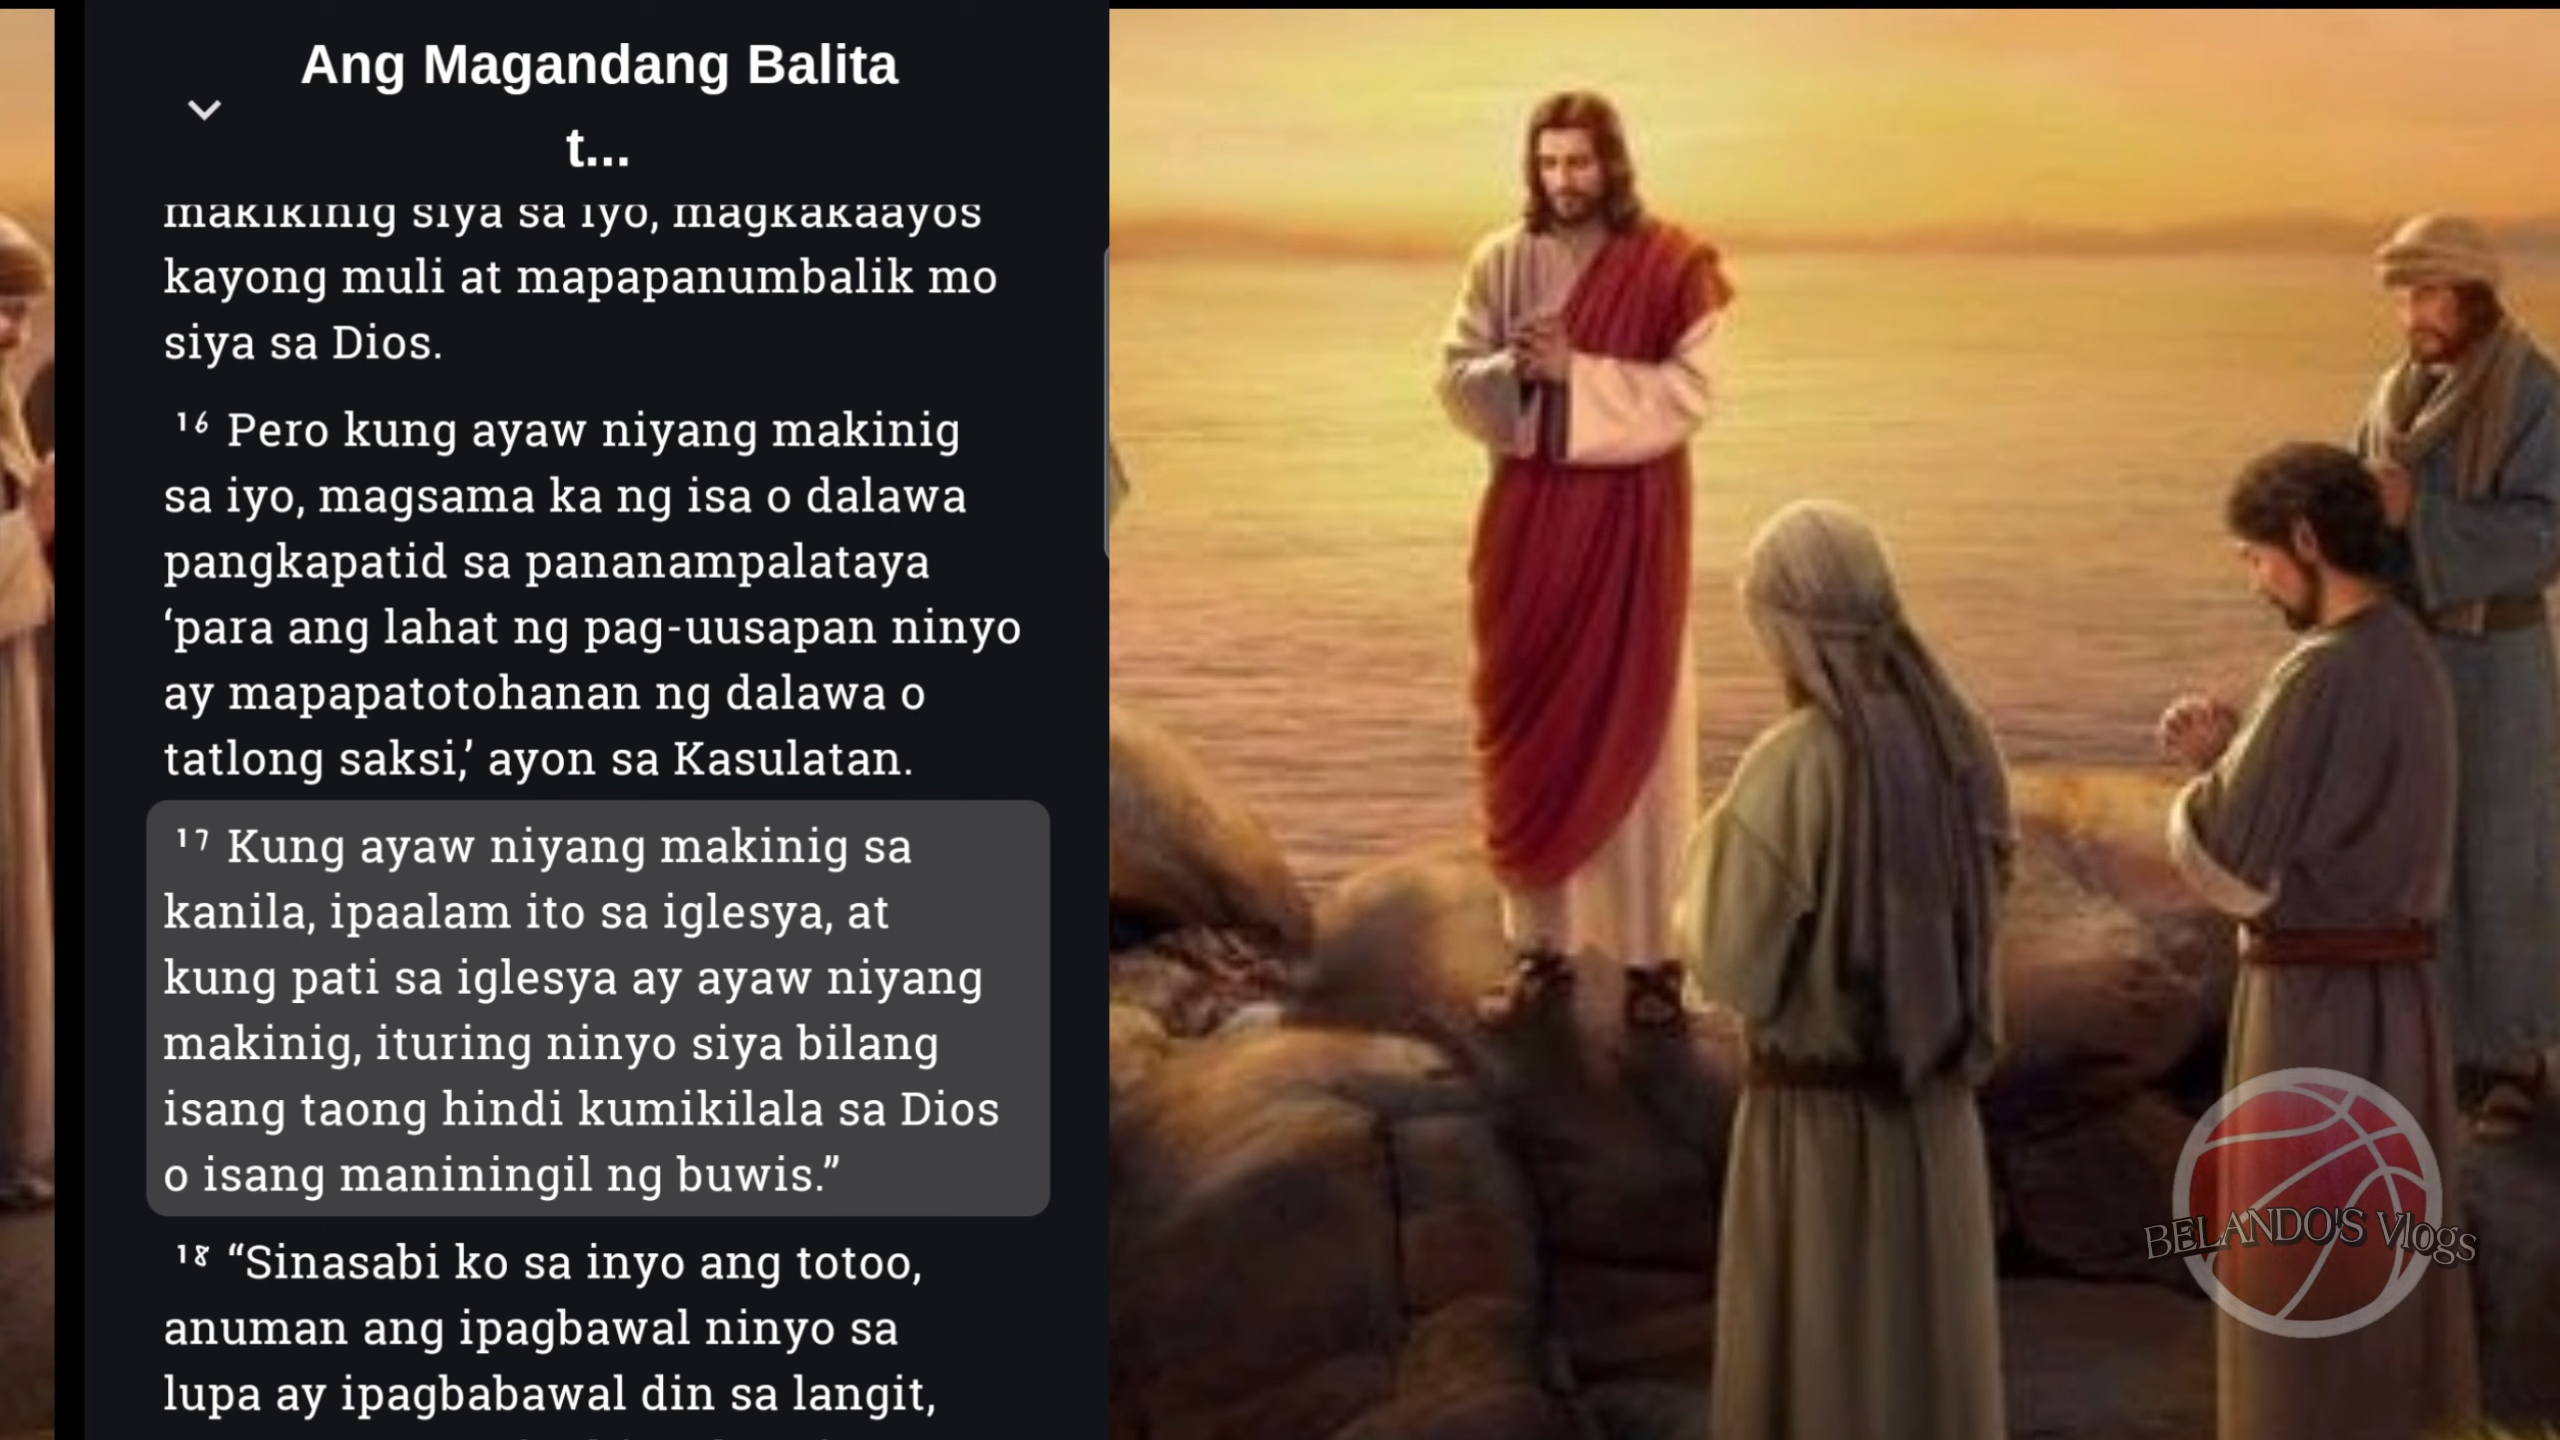 Ang Magandang Balita
t...
makikinig siya sa iyo, magkakaayos
kayong muli at mapapanumbalik mo
siya sa Dios.
16 Pero kung ayaw niyang makinig
sa iyo, magsama ka ng isa o dalawa
pangkapatid sa pananampalataya
‘para ang lahat ng pag-uusapan ninyo
ay mapapatotohanan ng dalawa o
tatlong saksi,’ ayon sa Kasulatan.
17 Kung ayaw niyang makinig sa
kanila, ipaalam ito sa iglesya, at
kung pati sa iglesya ay ayaw niyang
makinig, ituring ninyo siya bilang
isang taong hindi kumikilala sa Dios
o isang maniningil ng buwis.”
18 “Sinasabi ko sa inyo ang totoo,
anuman ang ipagbawal ninyo sa
lupa ay ipagbabawal din sa langit,
BELANDO'S Vlogs